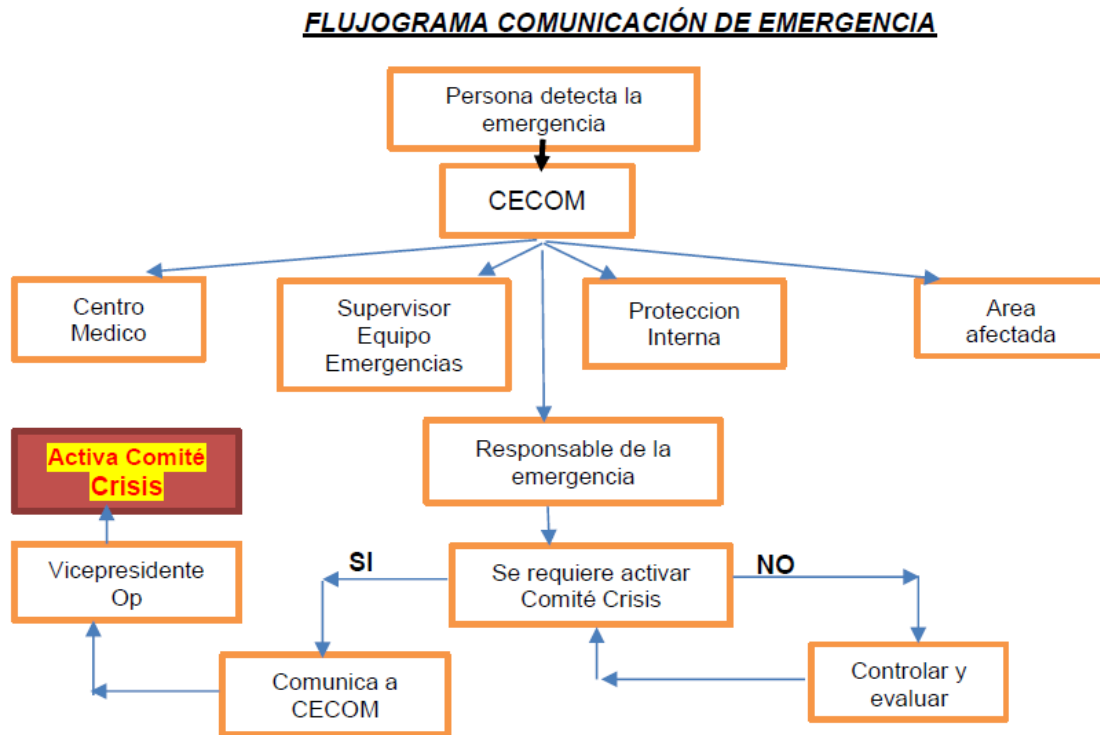 FLUJOGRAMA COMUNICACIÓN DE EMERGENCIA
Persona detecta la
emergencia
CECOM
Centro
Medico
Supervisor
Equipo
Emergencias
Proteccion
Interna
Area
afectada
Responsable de la
emergencia
Activa Comité
Crisis
Vicepresidente
Op
SI
Se requiere activar
Comité Crisis
NO
Comunica a
CECOM
Controlar y
evaluar